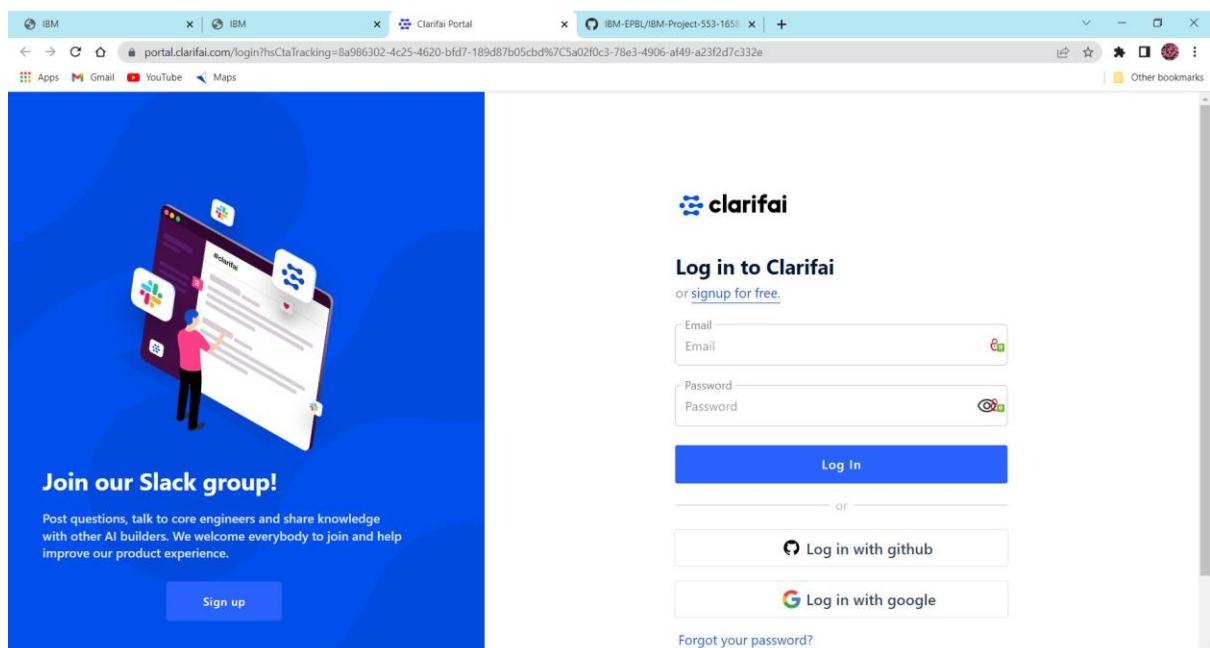 IBM
IBM
Clarifai Portal
IBM-EPBL/IBM-Project-553-1658
portal.clarifai.com/login?hsCtaTracking=8a986302-4c25-4620-bfd7-189d87b05cbd%7C5a02f0c3-78e3-4906-af49-a23f2d7c332e
Apps Gmail YouTube Maps Other bookmarks
@clarifai
Join our Slack group!
Post questions, talk to core engineers and share knowledge
with other AI builders. We welcome everybody to join and help
improve our product experience.
Sign up
clarifai
Log in to Clarifai
or signup for free.
Email
Email
Password
Password
Log In
or
Log in with github
Log in with google
Forgot your password?